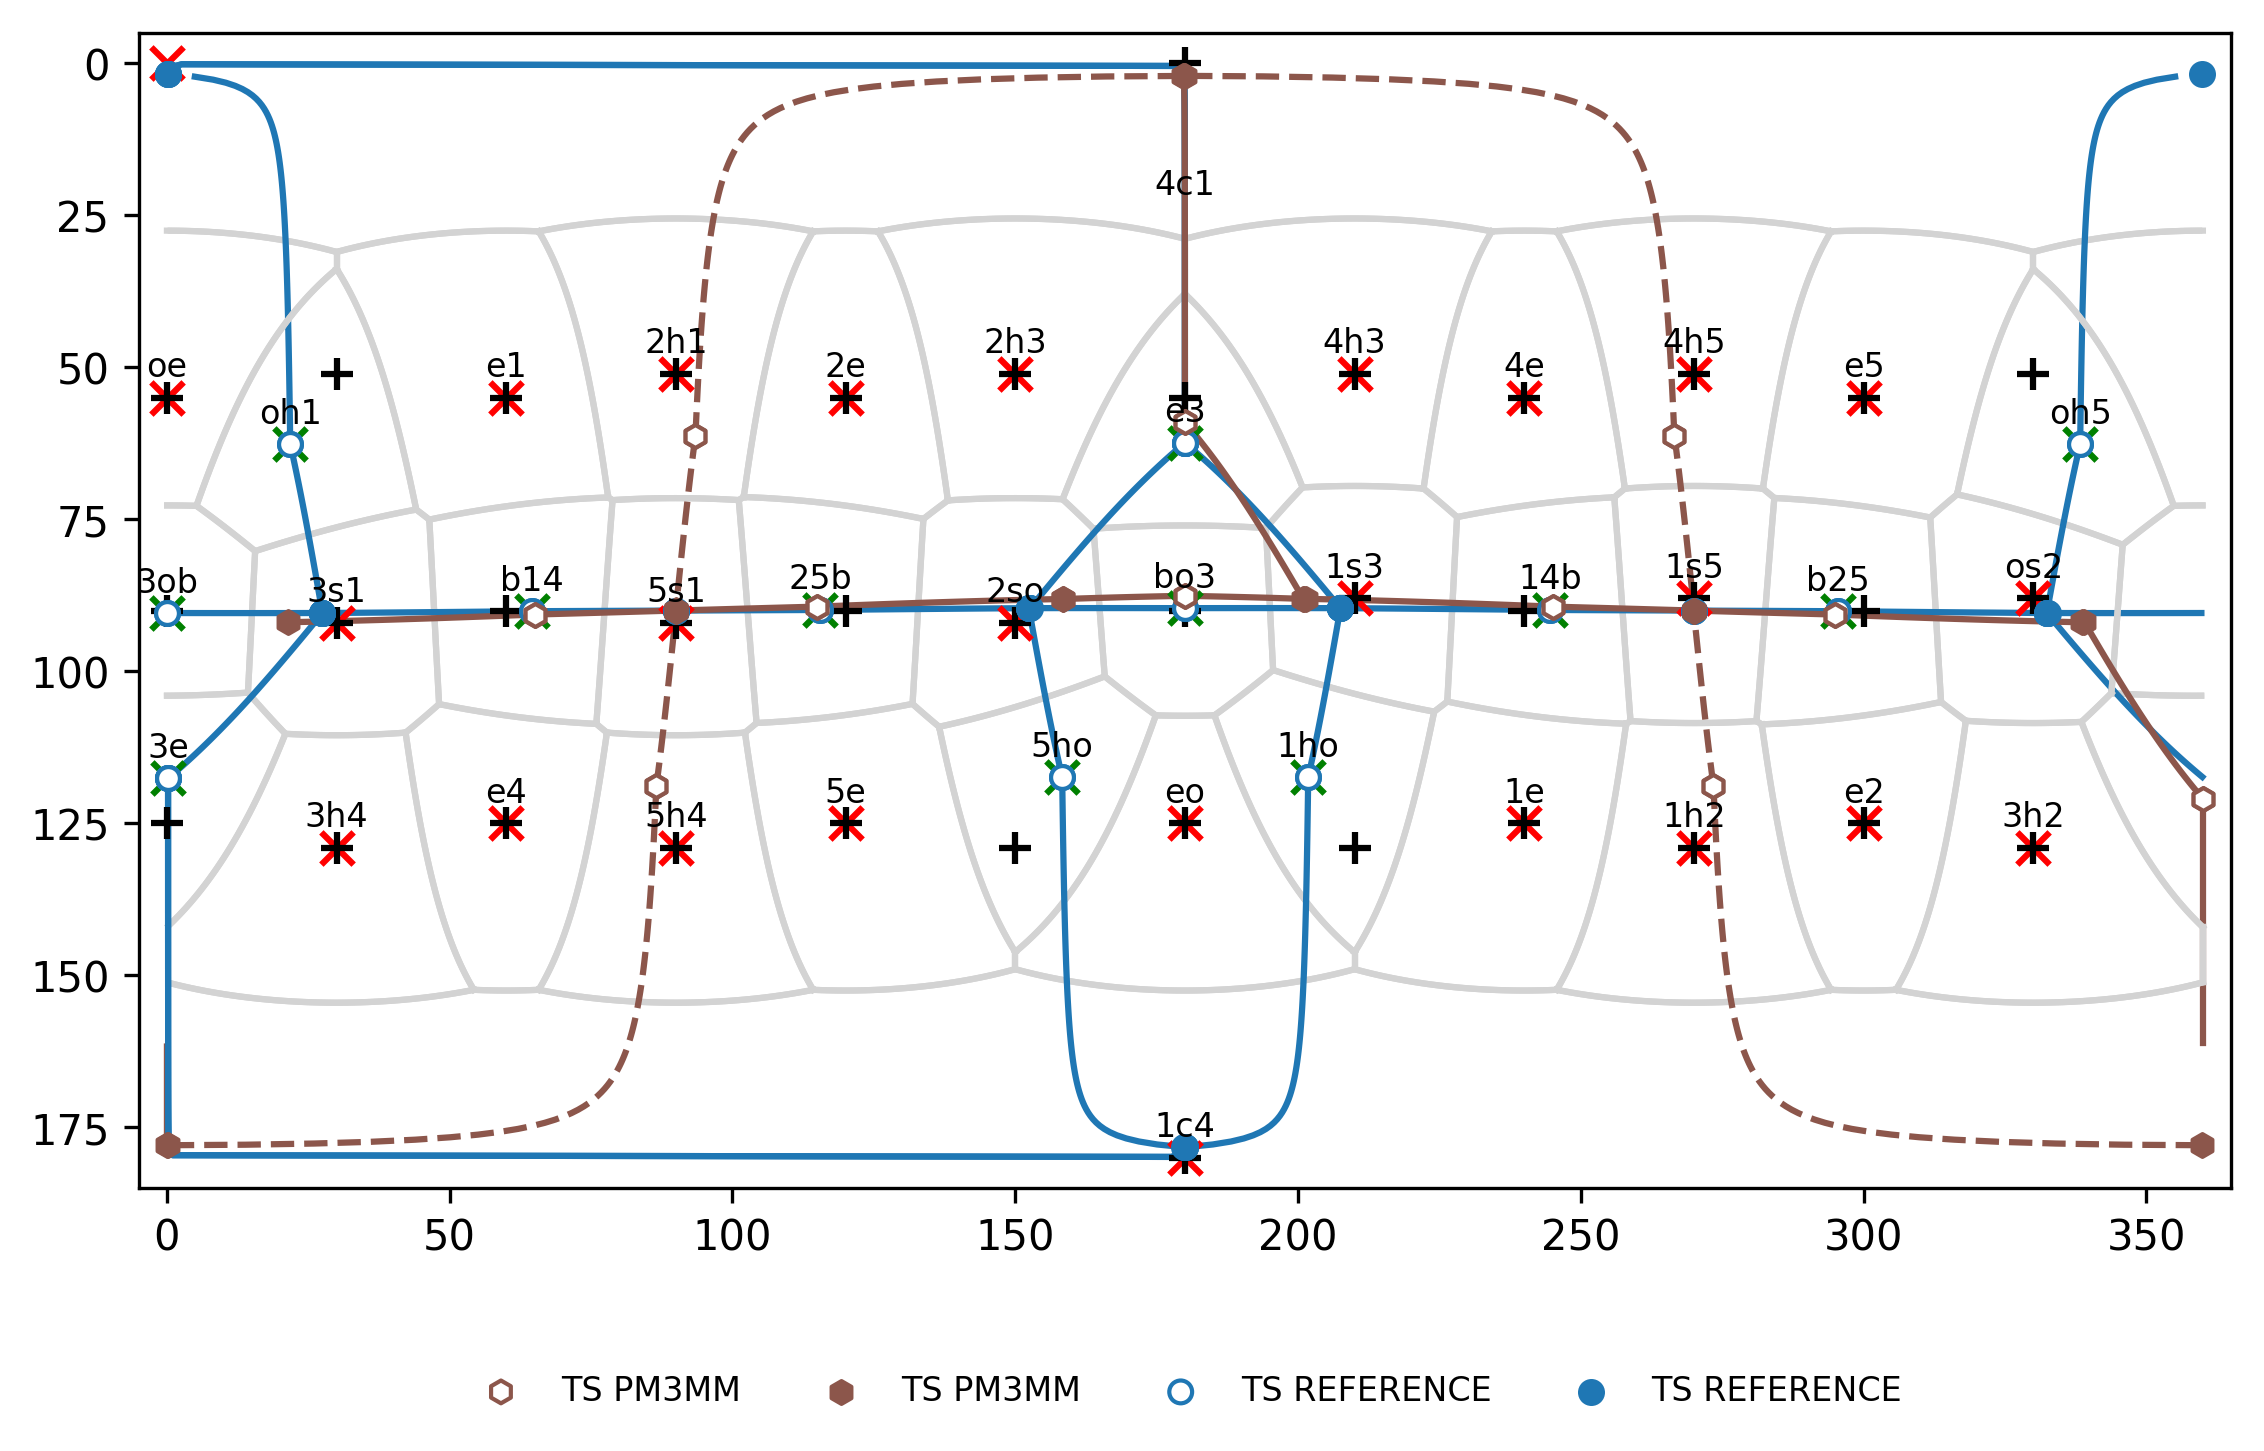 0
4c1
25
2h1 2h3 4h3 4h5
oe e1 2e 4e e5
50
oh1 e3 oh5
75
3ob 3s1 b14 5s1 25b 2so bo3 1s3 14b 1s5 b25 os2
100
3e 5ho 1ho
e4 5e eo 1e e2
3h4 5h4 1h2 3h2
125
150
1c4
175
0 50 100 150 200 250 300 350
TS PM3MM TS PM3MM TS REFERENCE TS REFERENCE